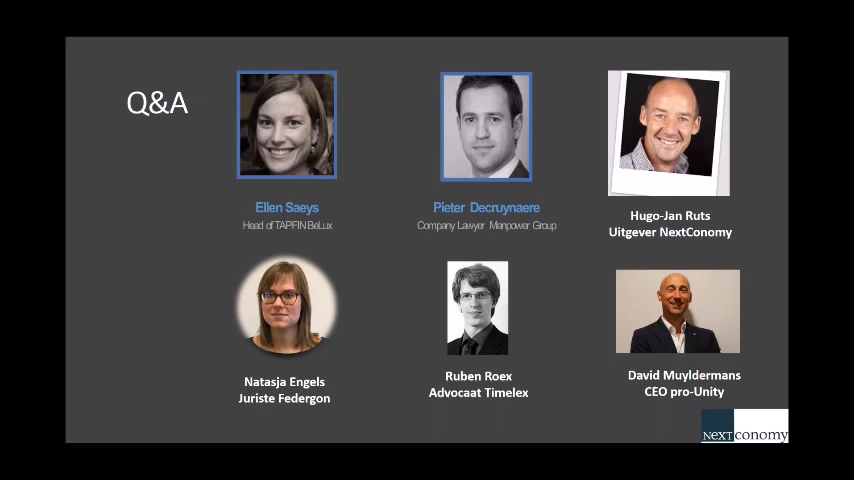 Q&A
Ellen Saeys
Head of TAPFIN BeLux
Pieter Decruynaere
Company Lawyer Manpower Group
Hugo-Jan Ruts
Uitgever NextConomy
Natasja Engels
Juriste Federgon
Ruben Roex
Advocaat Timelex
David Muyldermans
CEO pro-Unity
NEXTconomy